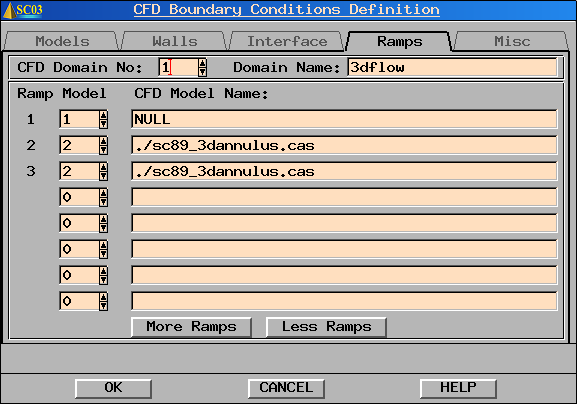 SC03 CFD Boundary Conditions Definition
Models Walls Interface Ramps Misc
CFD Domain No: 1 Domain Name: 3dflow
Ramp Model CFD Model Name:
1 1 NULL
2 2 ./sc89_3dannulus.cas
3 2 ./sc89_3dannulus.cas
0
0
0
0
0
More Ramps Less Ramps
OK CANCEL HELP